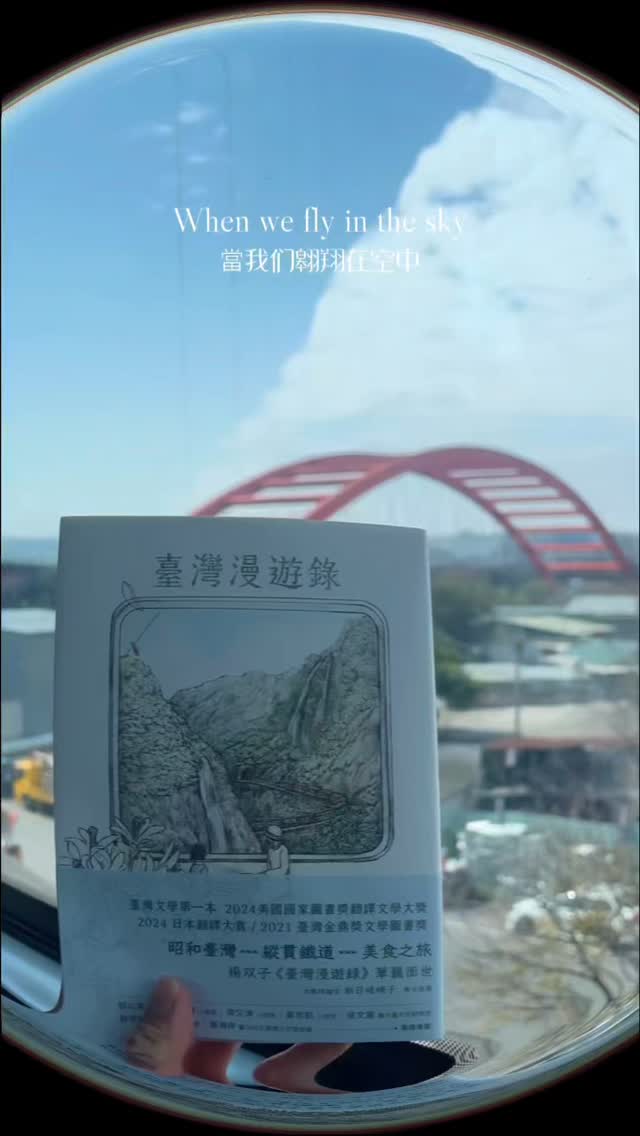 When we fly in the sky
當我们翱翔在空中
臺灣漫遊錄
臺灣文學第一本 2024美國國家圖書獎翻譯文學大獎
2024 日本翻譯大賞 / 2021 臺灣金鼎獎文學圖書獎
昭和臺灣 縱貫鐵道 美食之旅
楊双子《臺灣漫遊錄》華麗面世